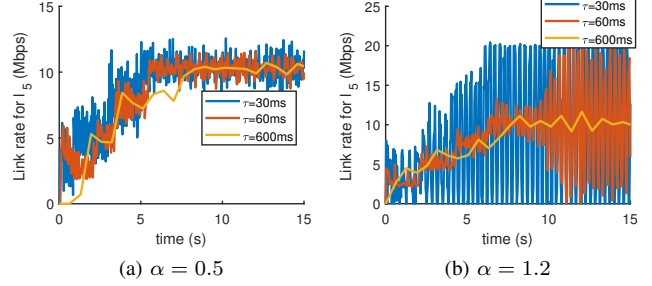 15
10
5
0
0
5
10
15
Link rate for I_5 (Mbps)
time (s)
τ=30ms
τ=60ms
τ=600ms
(a) α = 0.5
25
20
15
10
5
0
0
5
10
15
Link rate for I_5 (Mbps)
time (s)
τ=30ms
τ=60ms
τ=600ms
(b) α = 1.2